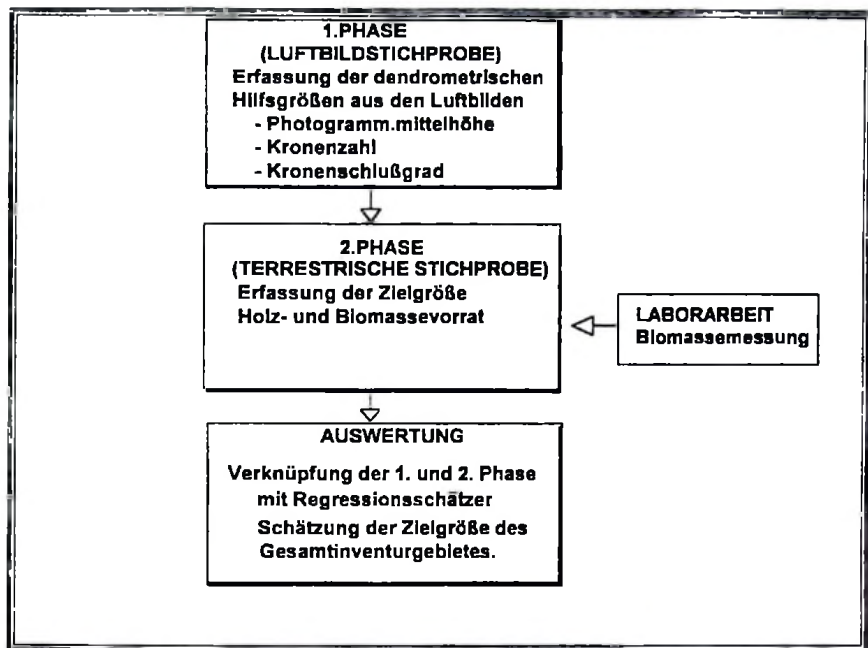 1.PHASE
(LUFTBILDSTICHPROBE)
Erfassung der dendrometrischen
Hilfsgrößen aus den Luftbilden
- Photogramm.mittelhöhe
- Kronenzahl
- Kronenschlußgrad
2.PHASE
(TERRESTRISCHE STICHPROBE)
Erfassung der Zielgröße
Holz- und Biomassevorrat
LABORARBEIT
Biomassemessung
AUSWERTUNG
Verknüpfung der 1. und 2. Phase
mit Regressionsschätzer
Schätzung der Zielgröße des
Gesamtinventurgebietes.